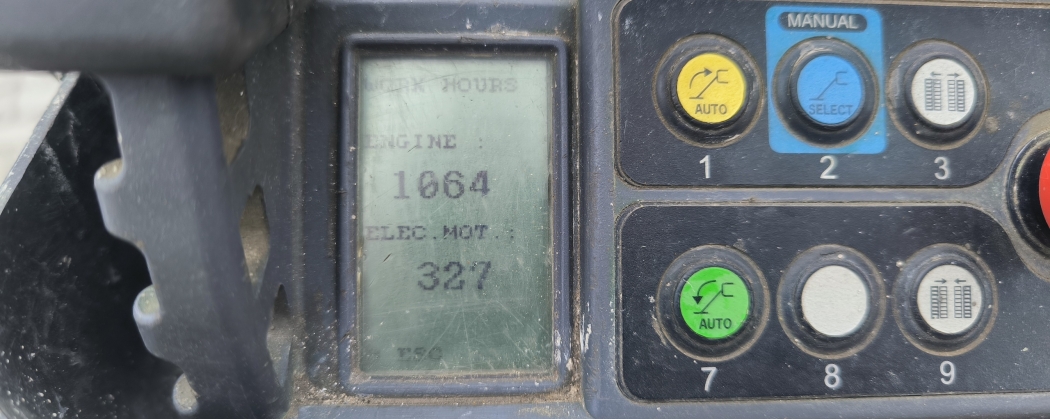 WORK HOURS
ENGINE :
1064
ELEC.MOT.:
327
ESC
MANUAL
AUTO
SELECT
1
2
3
AUTO
7
8
9